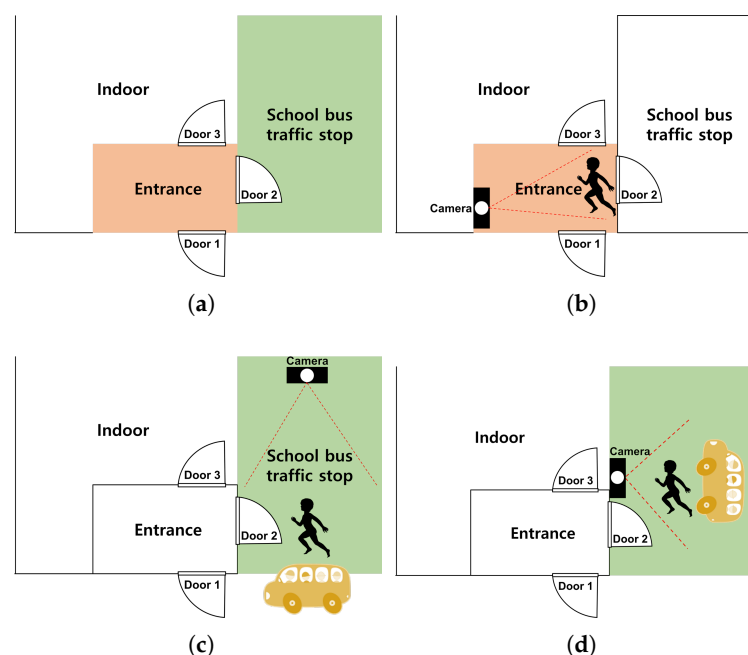 Indoor
School bus
traffic stop
Door 3
Entrance
Door 2
Door 1
(a)
Indoor
School bus
traffic stop
Door 3
Entrance
Door 2
Camera
Door 1
(b)
Camera
Indoor
School bus
traffic stop
Door 3
Entrance
Door 2
Door 1
(c)
Indoor
Camera
Door 3
Entrance
Door 2
Door 1
(d)